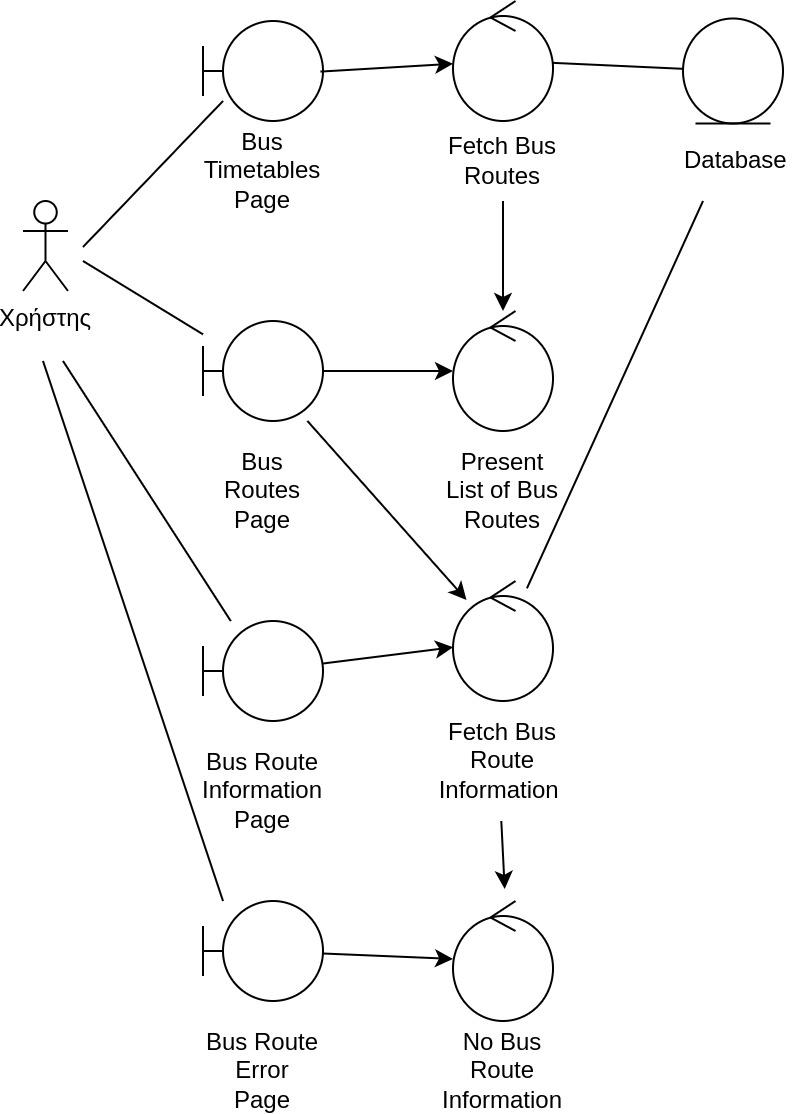 Bus
Timetables
Page
Fetch Bus
Routes
Database
Χρήστης
Bus
Routes
Page
Present
List of Bus
Routes
Bus Route
Information
Page
Fetch Bus
Route
Information
Bus Route
Error
Page
No Bus
Route
Information